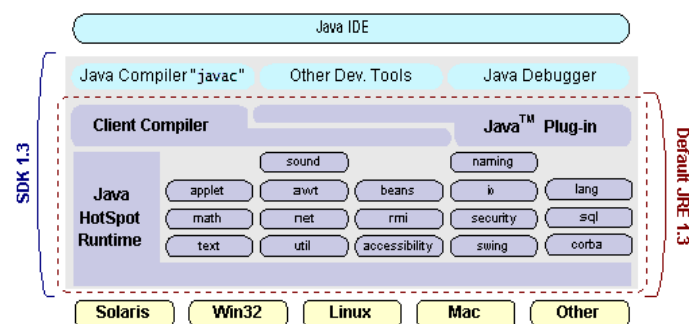 Java IDE
Java Compiler "javac"
Other Dev. Tools
Java Debugger
Client Compiler
Java™ Plug-in
SDK 1.3
Default JRE 1.3
Java
HotSpot
Runtime
sound
naming
applet
awt
beans
io
lang
math
net
rmi
security
sql
text
util
accessibility
swing
corba
Solaris
Win32
Linux
Mac
Other